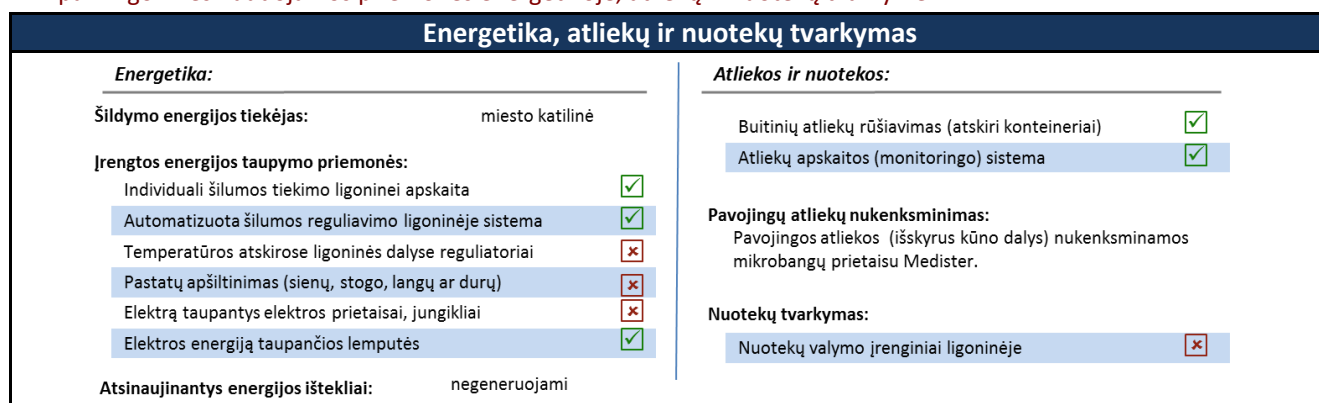 Energetika, atliekų ir nuotekų tvarkymas
Energetika:
Šildymo energijos tiekėjas: miesto katilinė
Įrengtos energijos taupymo priemonės:
Individuali šilumos tiekimo ligoninei apskaita
Automatizuota šilumos reguliavimo ligoninėje sistema
Temperatūros atskirose ligoninės dalyse reguliatoriai
Pastatų apšiltinimas (sienų, stogo, langų ar durų)
Elektrą taupantys elektros prietaisai, jungikliai
Elektros energiją taupančios lemputės
Atsinaujinantys energijos ištekliai: negeneruojami
Atliekos ir nuotekos:
Buitinių atliekų rūšiavimas (atskiri konteineriai)
Atliekų apskaitos (monitoringo) sistema
Pavojingų atliekų nukenksminimas:
Pavojingos atliekos (išskyrus kūno dalys) nukenksminamos
mikrobangų prietaisu Medister.
Nuotekų tvarkymas:
Nuotekų valymo įrenginiai ligoninėje